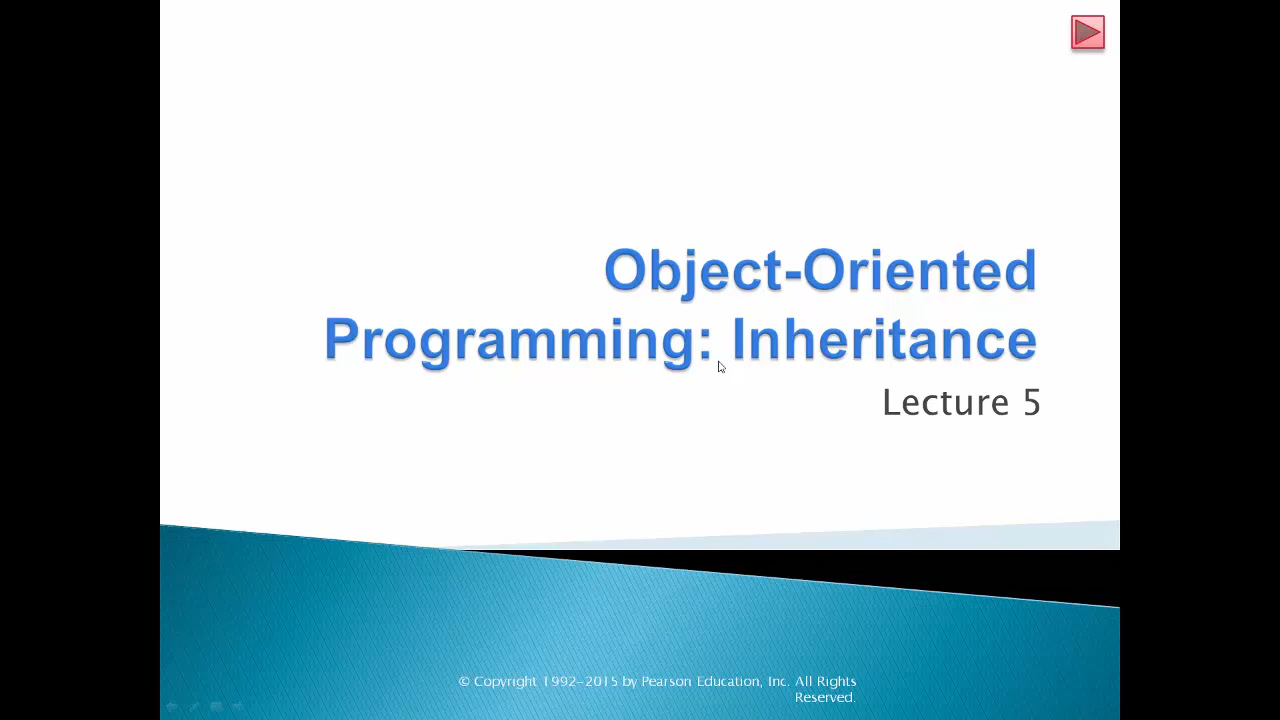 Object-Oriented
Programming: Inheritance
Lecture 5
© Copyright 1992-2015 by Pearson Education, Inc. All Rights
Reserved.